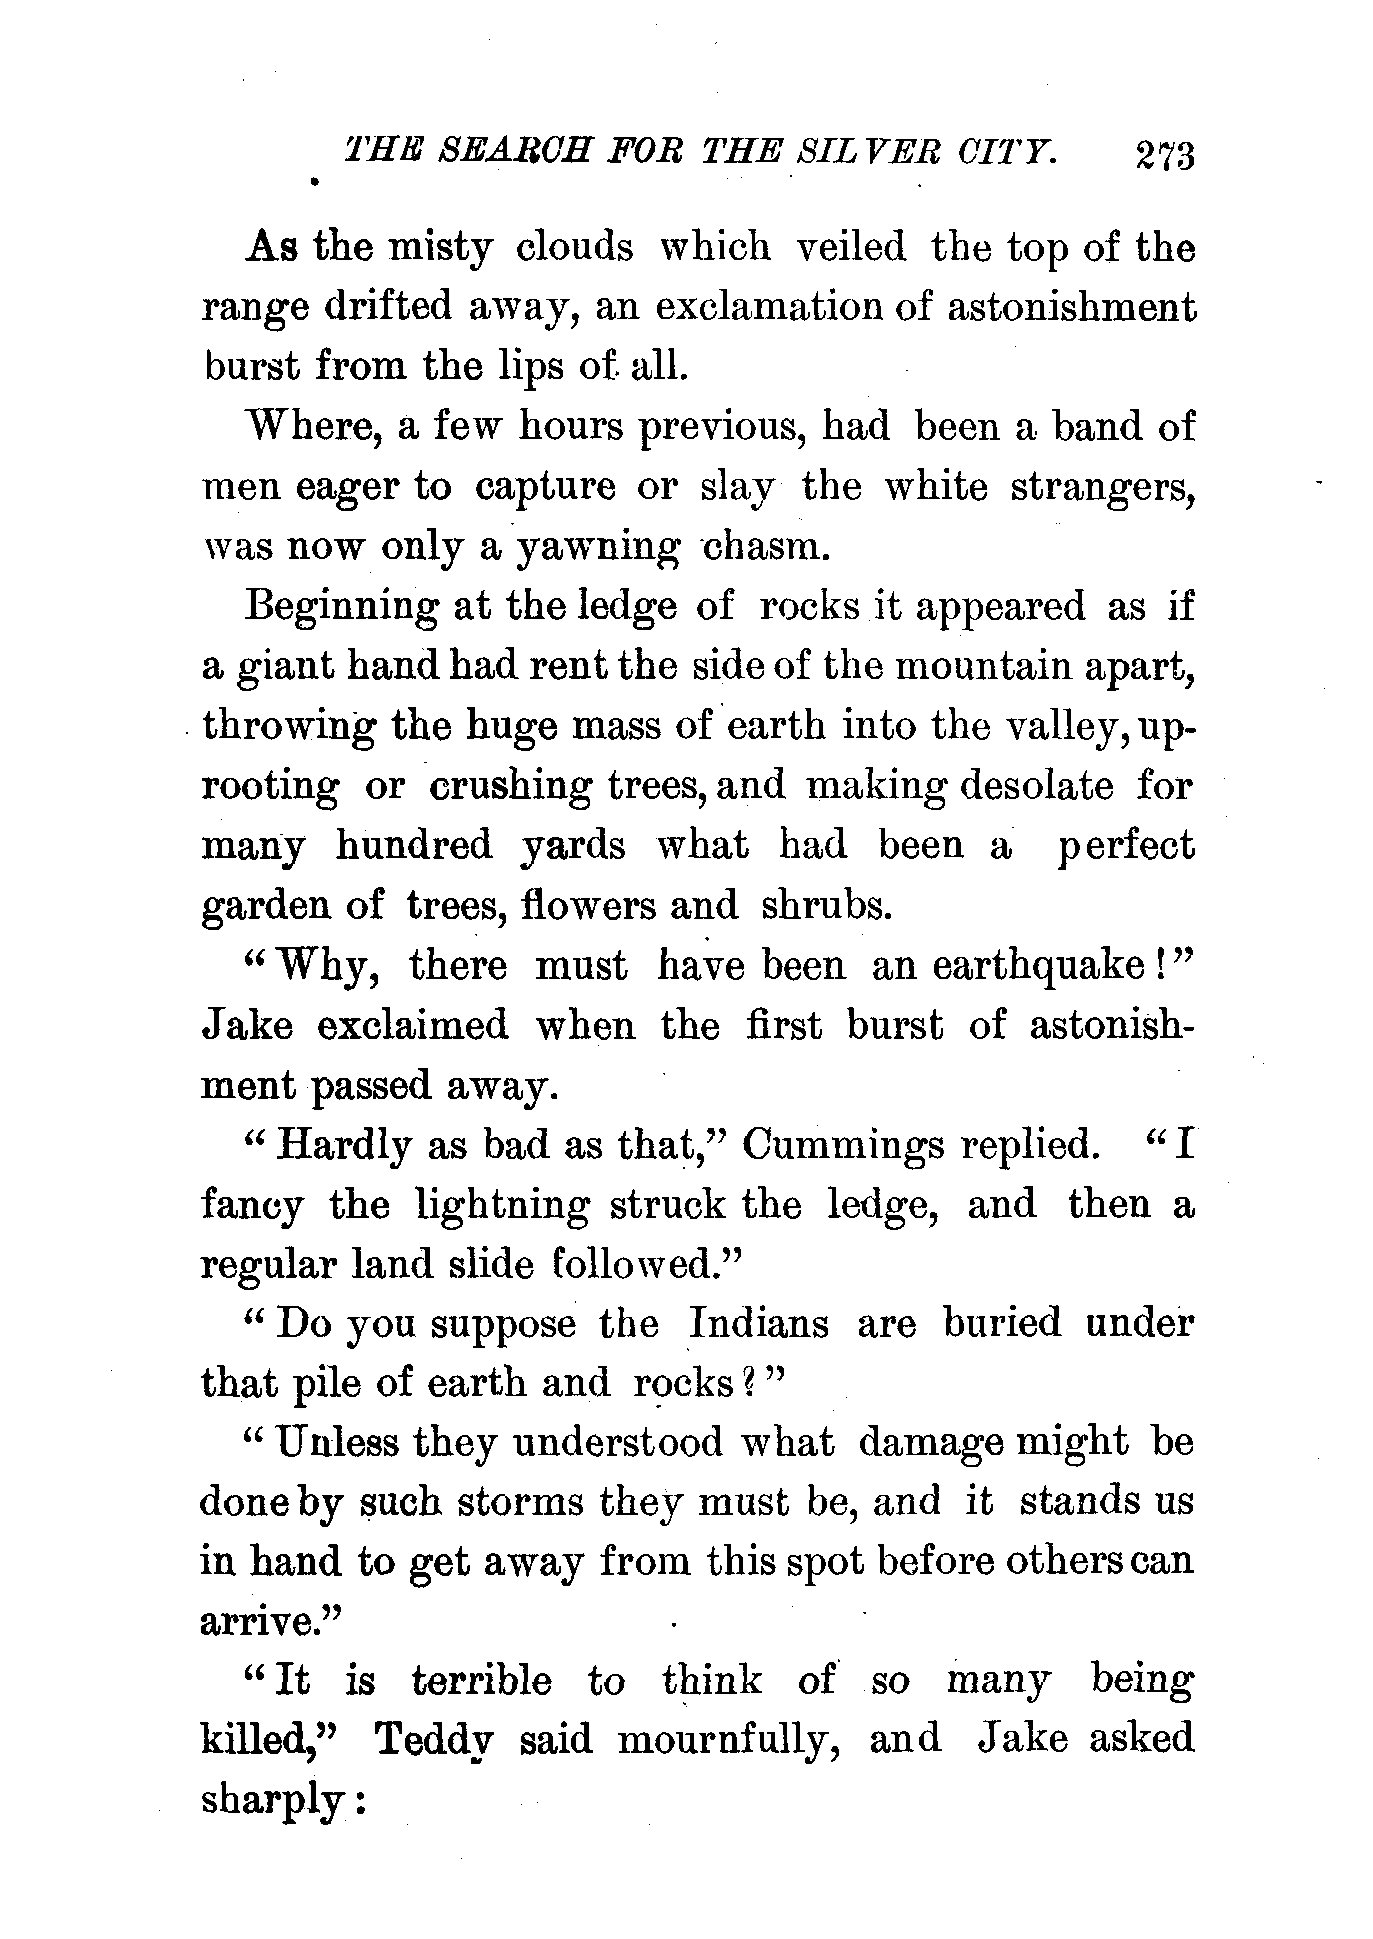 THE SEARCH FOR THE SILVER CITY. 273
As the misty clouds which veiled the top of the
range drifted away, an exclamation of astonishment
burst from the lips of all.
Where, a few hours previous, had been a band of
men eager to capture or slay the white strangers,
was now only a yawning chasm.
Beginning at the ledge of rocks it appeared as if
a giant hand had rent the side of the mountain apart,
throwing the huge mass of earth into the valley, up-
rooting or crushing trees, and making desolate for
many hundred yards what had been a perfect
garden of trees, flowers and shrubs.
"Why, there must have been an earthquake!"
Jake exclaimed when the first burst of astonish-
ment passed away.
"Hardly as bad as that," Cummings replied. "I
fancy the lightning struck the ledge, and then a
regular land slide followed."
"Do you suppose the Indians are buried under
that pile of earth and rocks?"
"Unless they understood what damage might be
done by such storms they must be, and it stands us
in hand to get away from this spot before others can
arrive."
"It is terrible to think of so many being
killed," Teddy said mournfully, and Jake asked
sharply: